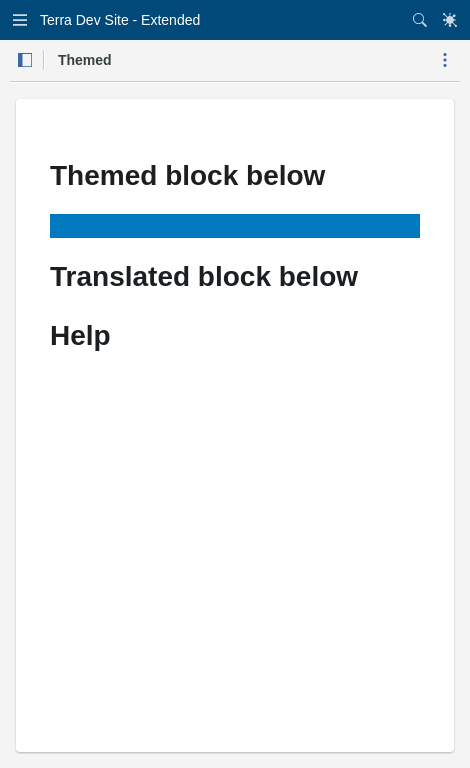 Terra Dev Site - Extended
Themed
Themed block below
Translated block below
Help